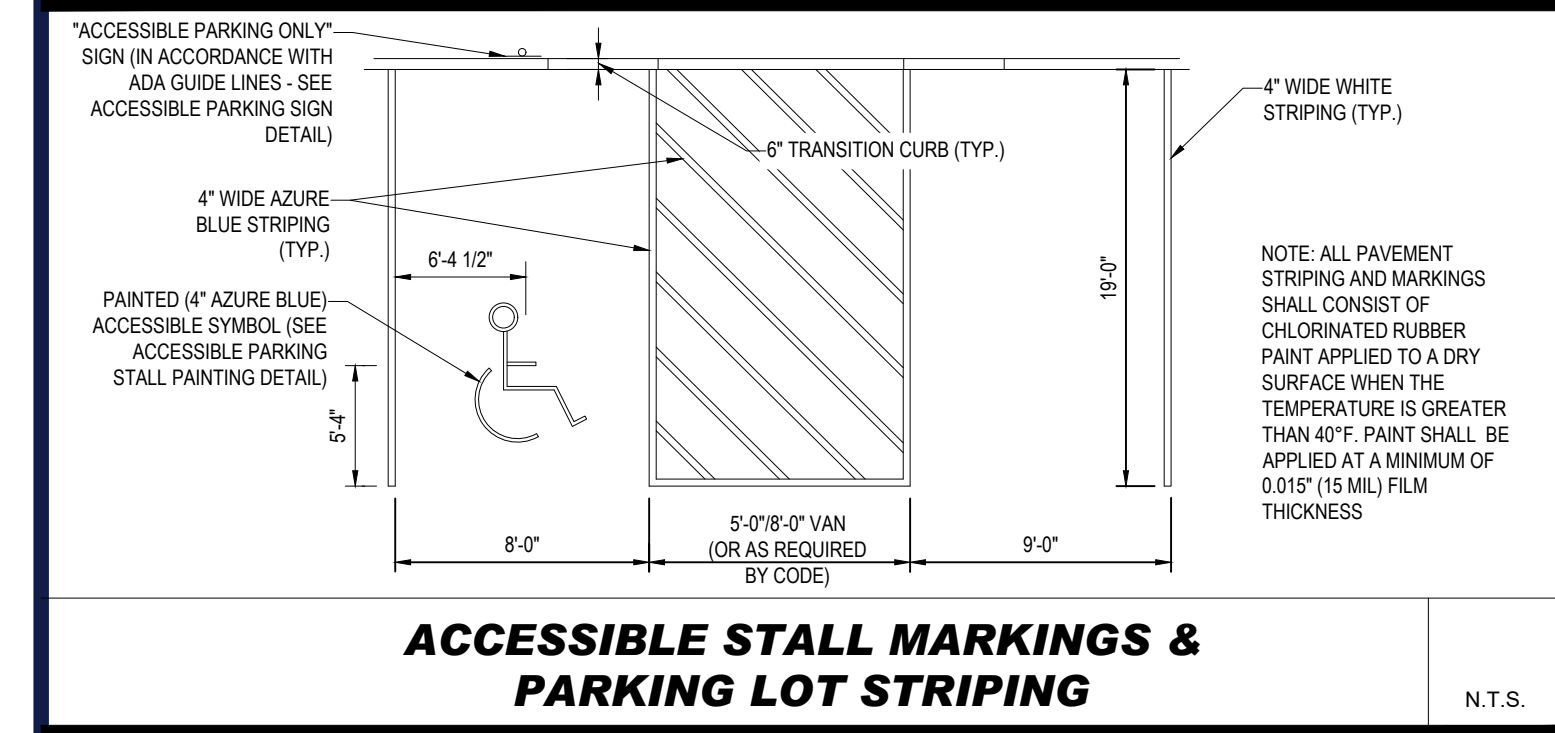 "ACCESSIBLE PARKING ONLY"
SIGN (IN ACCORDANCE WITH
ADA GUIDE LINES - SEE
ACCESSIBLE PARKING SIGN
DETAIL)
4" WIDE AZURE
BLUE STRIPING
(TYP.)
PAINTED (4" AZURE BLUE)
ACCESSIBLE SYMBOL (SEE
ACCESSIBLE PARKING
STALL PAINTING DETAIL)
6'-4 1/2"
5'-4"
6" TRANSITION CURB (TYP.)
19'-0"
4" WIDE WHITE
STRIPING (TYP.)
NOTE: ALL PAVEMENT
STRIPING AND MARKINGS
SHALL CONSIST OF
CHLORINATED RUBBER
PAINT APPLIED TO A DRY
SURFACE WHEN THE
TEMPERATURE IS GREATER
THAN 40°F. PAINT SHALL BE
APPLIED AT A MINIMUM OF
0.015" (15 MIL) FILM
THICKNESS
8'-0"
5'-0"/8'-0" VAN
(OR AS REQUIRED
BY CODE)
9'-0"
ACCESSIBLE STALL MARKINGS &
PARKING LOT STRIPING
N.T.S.